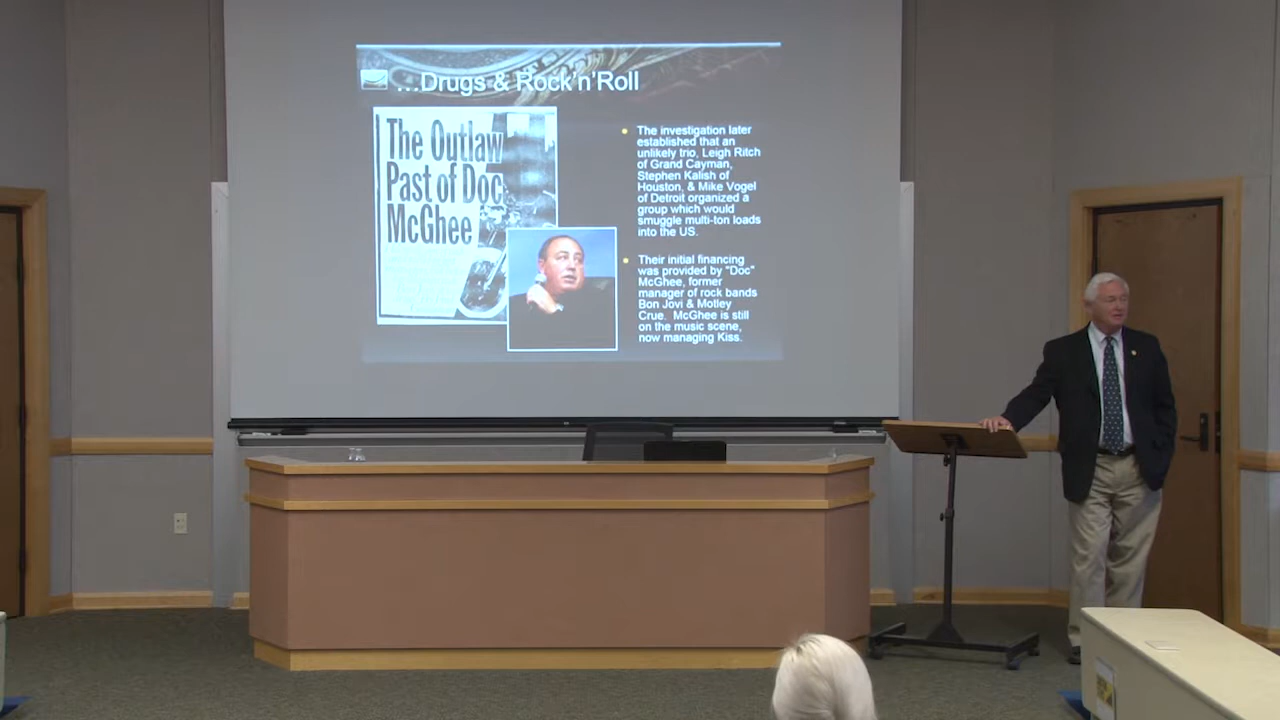 ...Drugs & Rock'n'Roll
The Outlaw
Past of Doc
McGhee
The investigation later
established that an
unlikely trio, Leigh Ritch
of Grand Cayman,
Stephen Kalish of
Houston, & Mike Vogel
of Detroit organized a
group which would
smuggle multi-ton loads
into the US.
Their initial financing
was provided by "Doc"
McGhee, former
manager of rock bands
Bon Jovi & Motley
Crue. McGhee is still
on the music scene,
now managing Kiss.